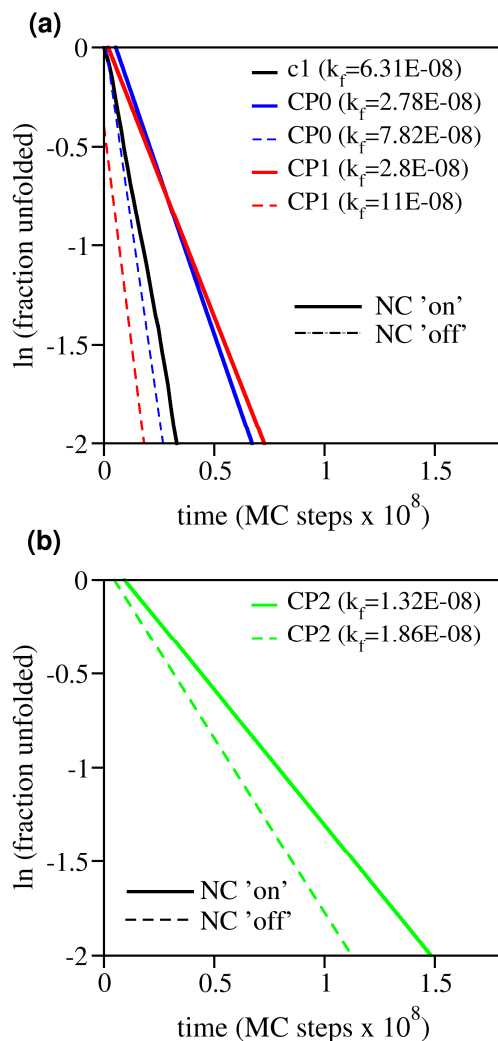 (a)
0
-0.5
-1
-1.5
-2
ln (fraction unfolded)
c1 (k_f=6.31E-08)
CP0 (k_f=2.78E-08)
CP0 (k_f=7.82E-08)
CP1 (k_f=2.8E-08)
CP1 (k_f=11E-08)
NC 'on'
NC 'off'
0 0.5 1 1.5
time (MC steps x 10^8)
(b)
0
-0.5
-1
-1.5
-2
ln (fraction unfolded)
CP2 (k_f=1.32E-08)
CP2 (k_f=1.86E-08)
NC 'on'
NC 'off'
0 0.5 1 1.5
time (MC steps x 10^8)